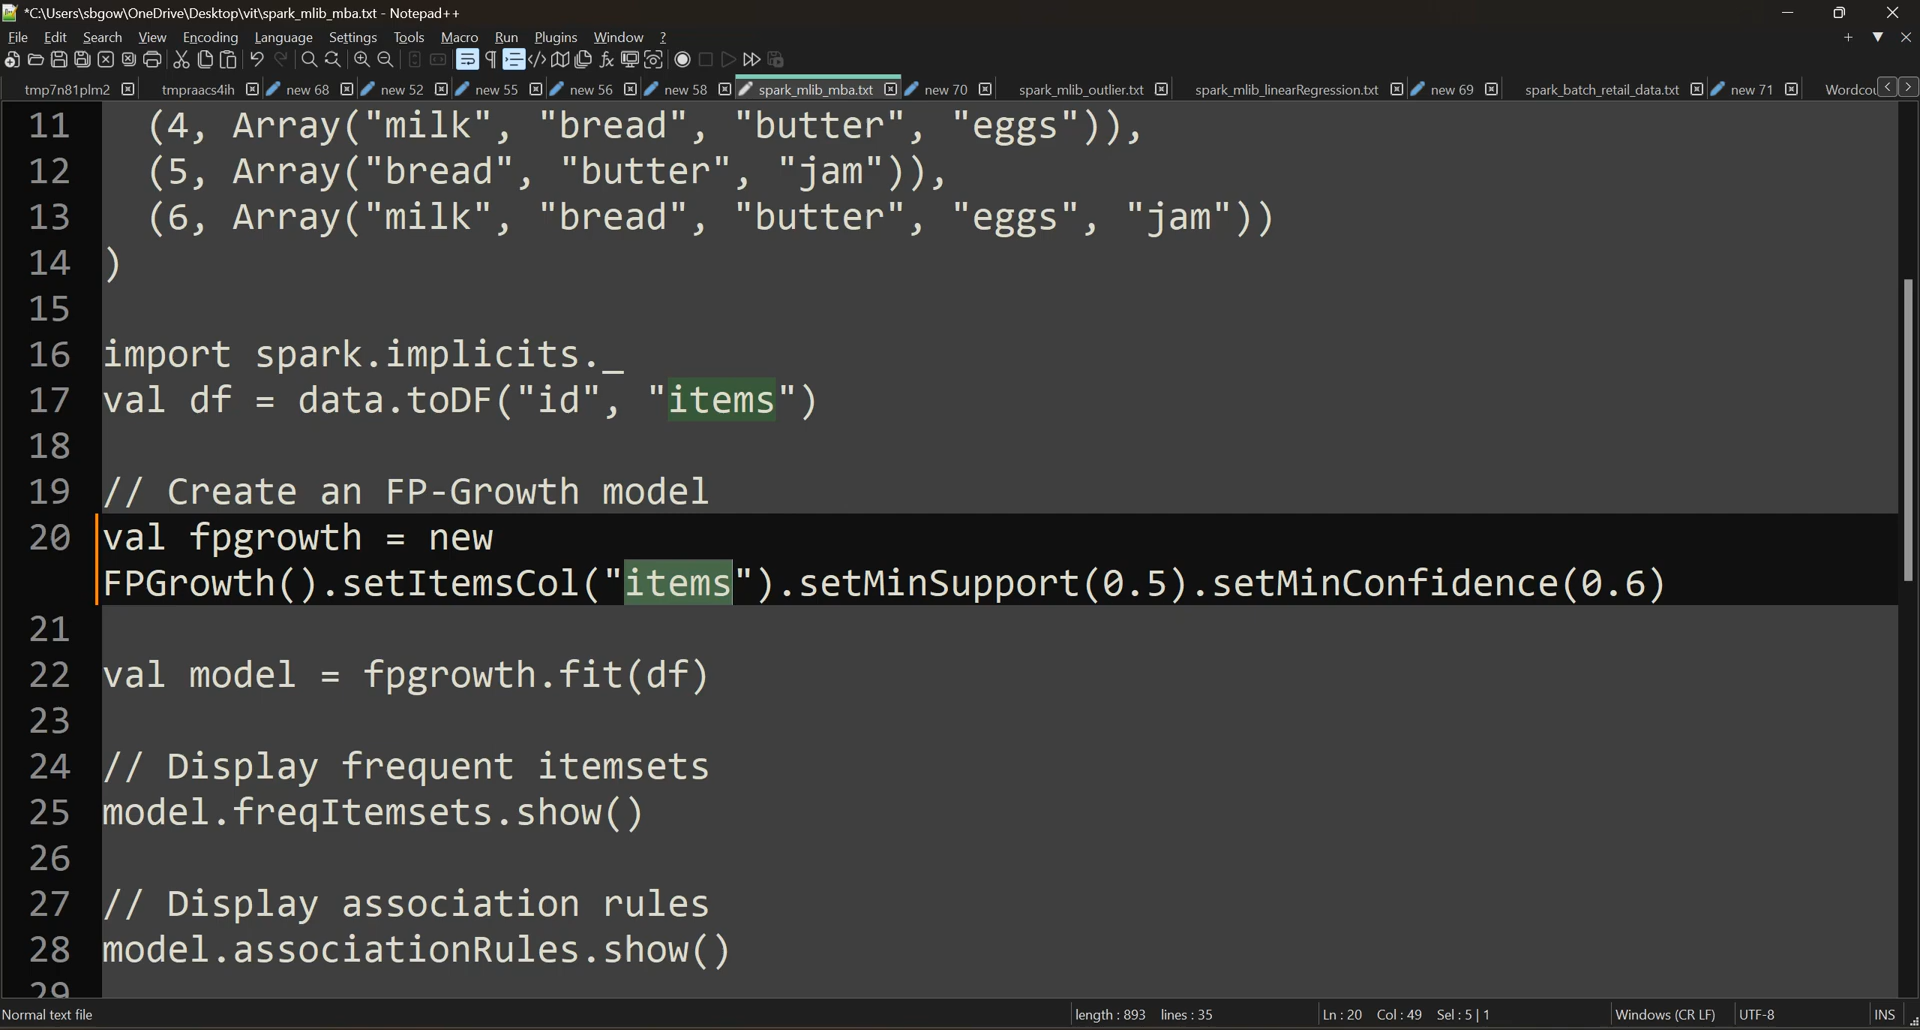 *C:\Users\sbgow\OneDrive\Desktop\vit\spark_mlib_mba.txt - Notepad++
File Edit Search View Encoding Language Settings Tools Macro Run Plugins Window ?
tmp7n81plm2 tmpraacs4ih new 68 new 52 new 55 new 56 new 58 spark_mlib_mba.txt new 70 spark_mlib_outlier.txt spark_mlib_linearRegression.txt new 69 spark_batch_retail_data.txt new 71 Wordcou
11 (4, Array("milk", "bread", "butter", "eggs")),
12 (5, Array("bread", "butter", "jam")),
13 (6, Array("milk", "bread", "butter", "eggs", "jam"))
14 )
15
16 import spark.implicits._
17 val df = data.toDF("id", "items")
18
19 // Create an FP-Growth model
20 val fpgrowth = new
FPGrowth().setItemsCol("items").setMinSupport(0.5).setMinConfidence(0.6)
21
22 val model = fpgrowth.fit(df)
23
24 // Display frequent itemsets
25 model.freqItemsets.show()
26
27 // Display association rules
28 model.associationRules.show()
29
Normal text file length : 893 lines : 35 Ln : 20 Col : 49 Sel : 5 | 1 Windows (CR LF) UTF-8 INS